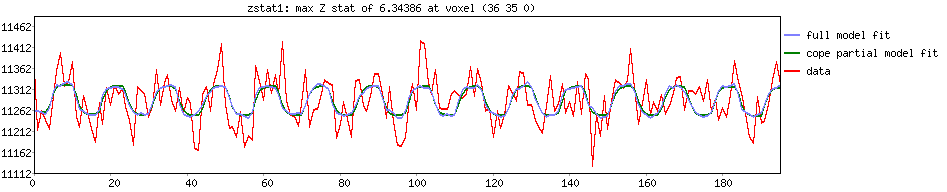 zstat1: max Z stat of 6.34386 at voxel (36 35 0)
11462
11412
11362
11312
11262
11212
11162
11112
0 20 40 60 80 100 120 140 160 180
full model fit
cope partial model fit
data